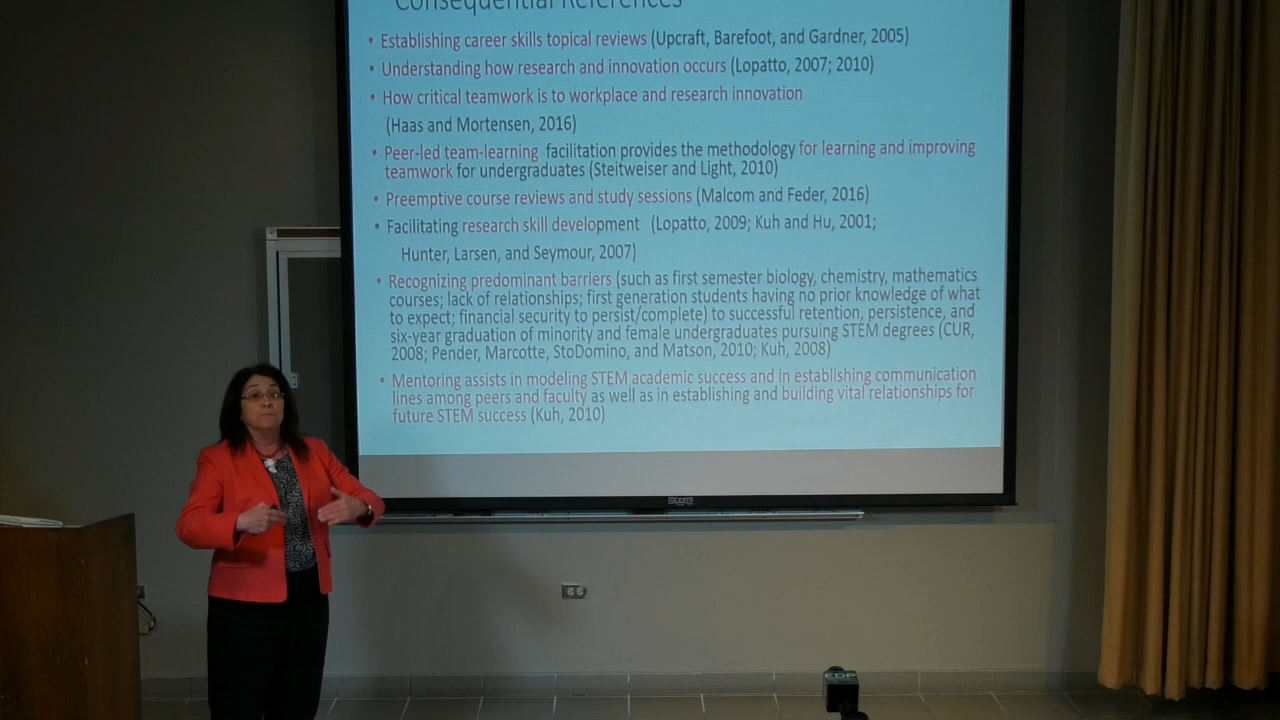 Consequential References
• Establishing career skills topical reviews (Upcraft, Barefoot, and Gardner, 2005)
• Understanding how research and innovation occurs (Lopatto, 2007; 2010)
• How critical teamwork is to workplace and research innovation
(Haas and Mortensen, 2016)
• Peer-led team-learning facilitation provides the methodology for learning and improving
teamwork for undergraduates (Steitweiser and Light, 2010)
• Preemptive course reviews and study sessions (Malcom and Feder, 2016)
• Facilitating research skill development (Lopatto, 2009; Kuh and Hu, 2001;
Hunter, Larsen, and Seymour, 2007)
• Recognizing predominant barriers (such as first semester biology, chemistry, mathematics
courses; lack of relationships; first generation students having no prior knowledge of what
to expect; financial security to persist/complete) to successful retention, persistence, and
six-year graduation of minority and female undergraduates pursuing STEM degrees (CUR,
2008; Pender, Marcotte, StoDomino, and Matson, 2010; Kuh, 2008)
• Mentoring assists in modeling STEM academic success and in establishing communication
lines among peers and faculty as well as in establishing and building vital relationships for
future STEM success (Kuh, 2010)